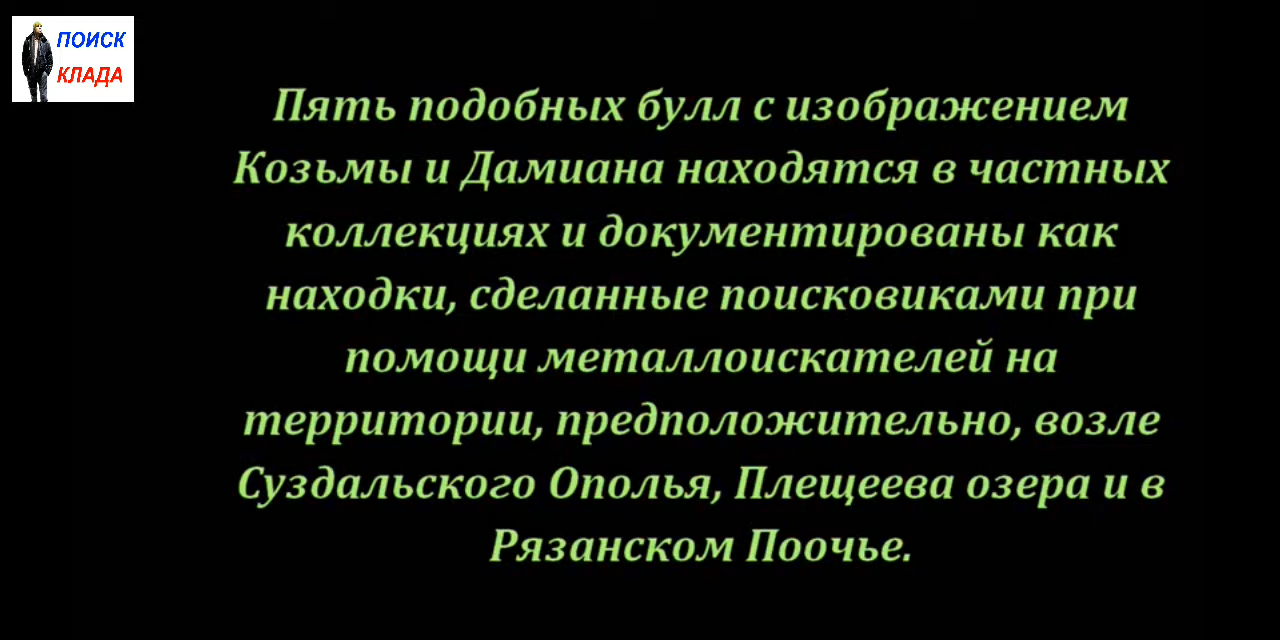 ПОИСК
КЛАДА
Пять подобных булл с изображением
Козьмы и Дамиана находятся в частных
коллекциях и документированы как
находки, сделанные поисковиками при
помощи металлоискателей на
территории, предположительно, возле
Суздальского Ополья, Плещеева озера и в
Рязанском Поочье.